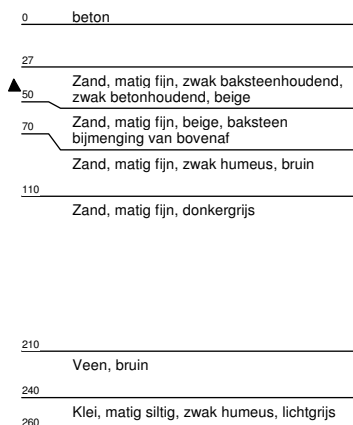 0 beton
27
Zand, matig fijn, zwak baksteenhoudend,
50 zwak betonhoudend, beige
Zand, matig fijn, beige, baksteen
70 bijmenging van bovenaf
Zand, matig fijn, zwak humeus, bruin
110
Zand, matig fijn, donkergrijs
210
Veen, bruin
240
Klei, matig siltig, zwak humeus, lichtgrijs
260